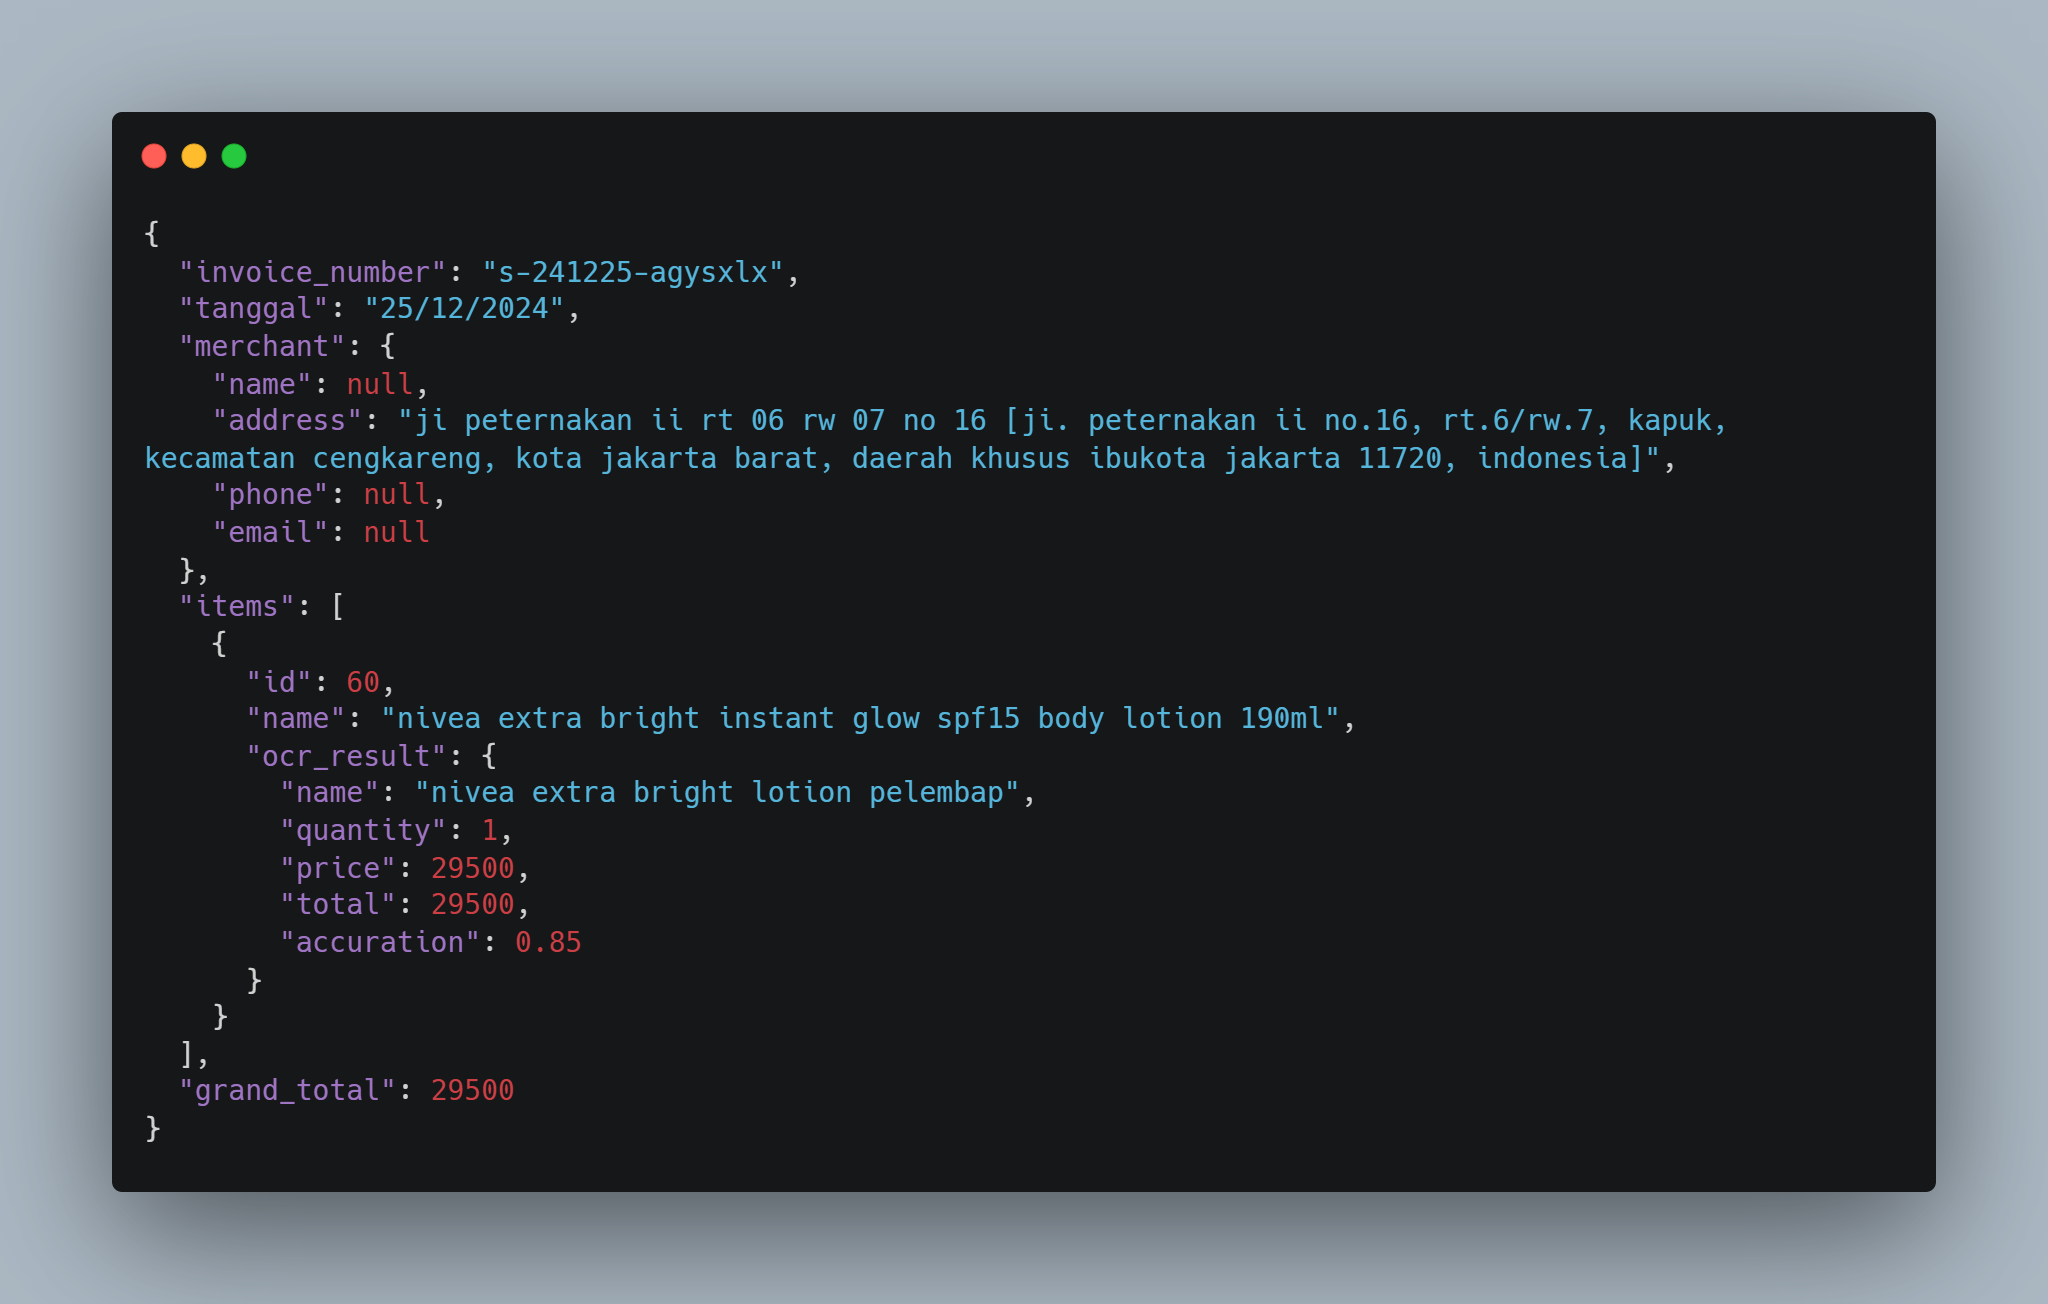 {
  "invoice_number": "s-241225-agysxlx",
  "tanggal": "25/12/2024",
  "merchant": {
    "name": null,
    "address": "ji peternakan ii rt 06 rw 07 no 16 [ji. peternakan ii no.16, rt.6/rw.7, kapuk,
kecamatan cengkareng, kota jakarta barat, daerah khusus ibukota jakarta 11720, indonesia]",
    "phone": null,
    "email": null
  },
  "items": [
    {
      "id": 60,
      "name": "nivea extra bright instant glow spf15 body lotion 190ml",
      "ocr_result": {
        "name": "nivea extra bright lotion pelembap",
        "quantity": 1,
        "price": 29500,
        "total": 29500,
        "accuration": 0.85
      }
    }
  ],
  "grand_total": 29500
}